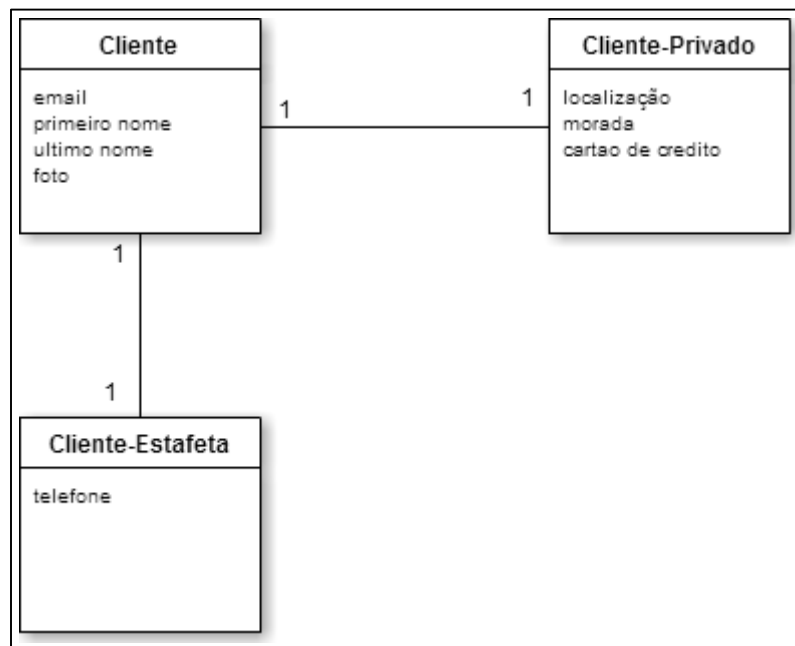 Cliente
email
primeiro nome
ultimo nome
foto
1
1
Cliente-Privado
localização
morada
cartao de credito
1
1
Cliente-Estafeta
telefone